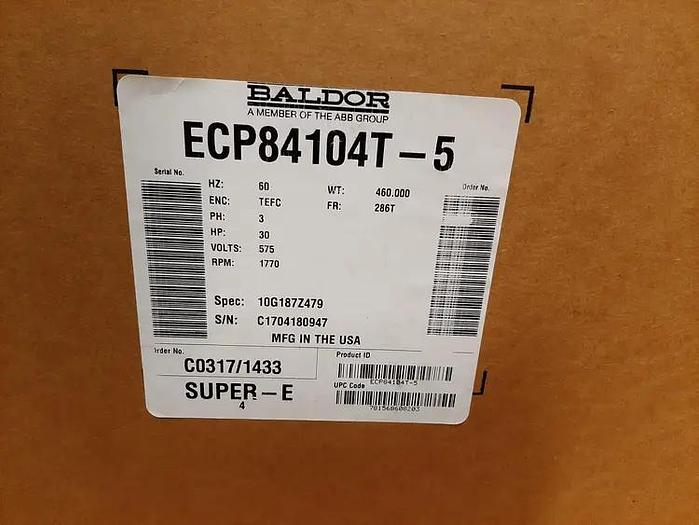 BALDOR
A MEMBER OF THE ABB GROUP
ECP84104T-5
Serial No.
Order No.
HZ: 60 WT: 460.000
ENC: TEFC FR: 286T
PH: 3
HP: 30
VOLTS: 575
RPM: 1770
Spec: 10G187Z479
S/N: C1704180947
MFG IN THE USA
rder No.
C0317/1433
Product ID
ECP84104T-5
SUPER-E
4
UPC Code
781568608203